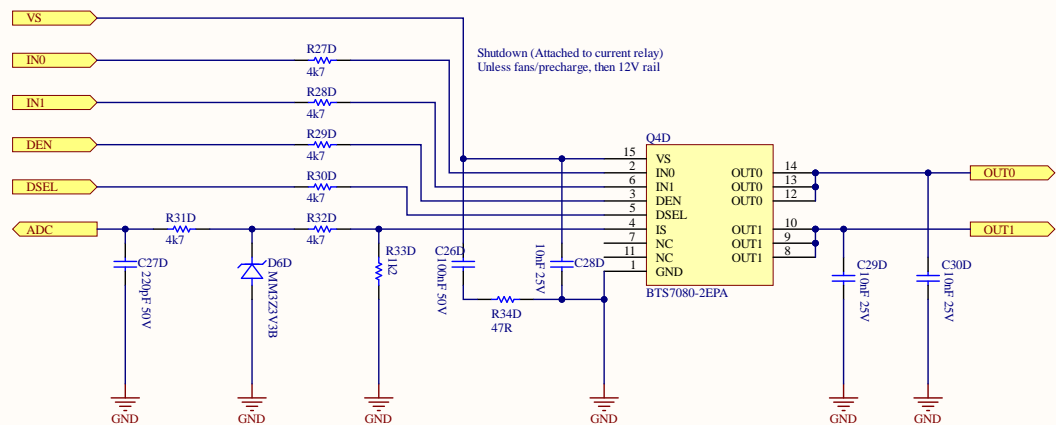 VS
Shutdown (Attached to current relay)
Unless fans/precharge, then 12V rail
IN0
R27D
4k7
IN1
R28D
4k7
DEN
R29D
4k7
DSEL
R30D
4k7
ADC
R31D
4k7
R32D
4k7
C27D
220pF 50V
D6D
MM3Z3V3B
R33D
1k2
C26D
100nF 50V
R34D
47R
10nF 25V
C28D
Q4D
15 VS
2 IN0
6 IN1
3 DEN
5 DSEL
4 IS
7 NC
11 NC
1 GND
OUT0 14
OUT0 13
OUT0 12
OUT1 10
OUT1 9
OUT1 8
BTS7080-2EPA
OUT0
OUT1
C29D
10nF 25V
C30D
10nF 25V
GND
GND
GND
GND
GND
GND